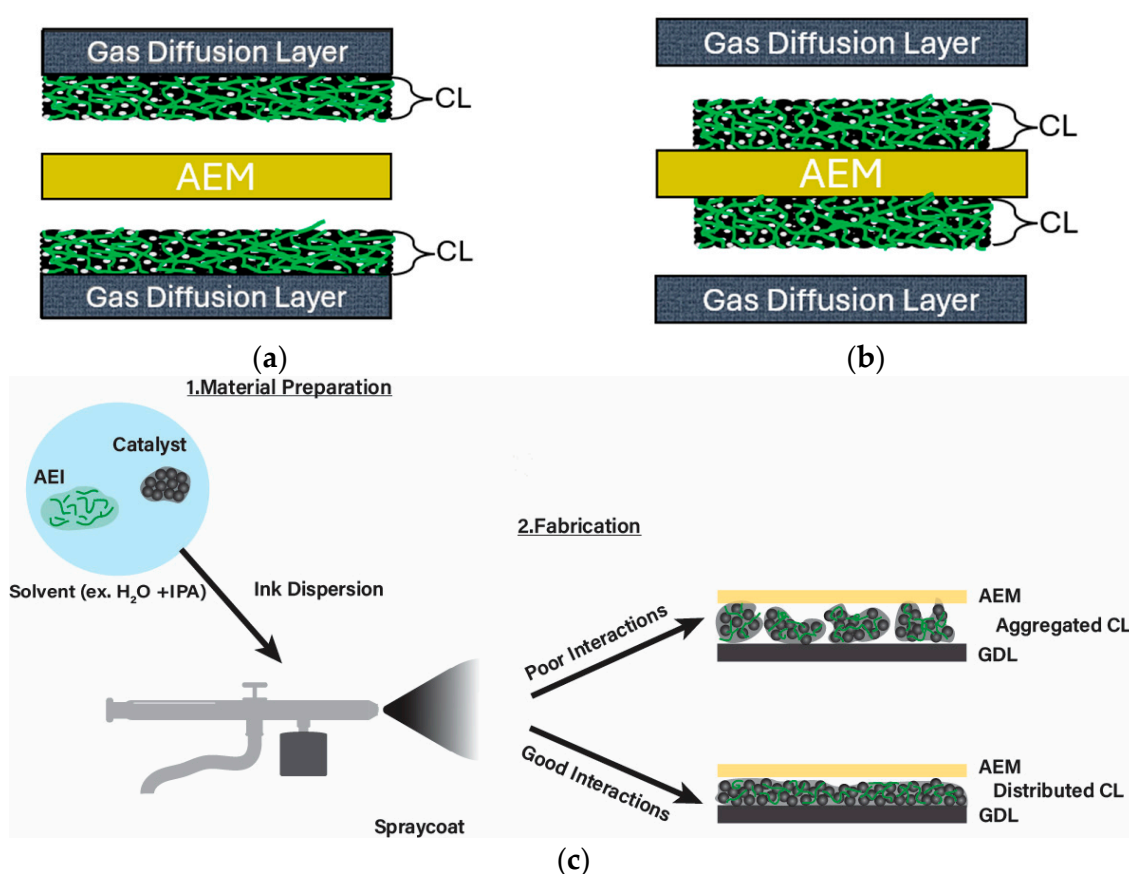 Gas Diffusion Layer
CL
AEM
CL
Gas Diffusion Layer
(a)
Gas Diffusion Layer
CL
AEM
CL
Gas Diffusion Layer
(b)
1.Material Preparation
Catalyst
AEI
Solvent (ex. H₂O +IPA)
Ink Dispersion
Spraycoat
2.Fabrication
Poor Interactions
AEM
Aggregated CL
GDL
Good Interactions
AEM
Distributed CL
GDL
(c)